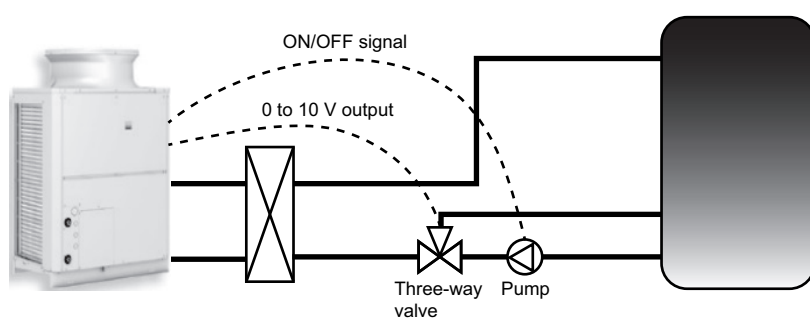 ON/OFF signal
0 to 10 V output
Three-way
valve
Pump